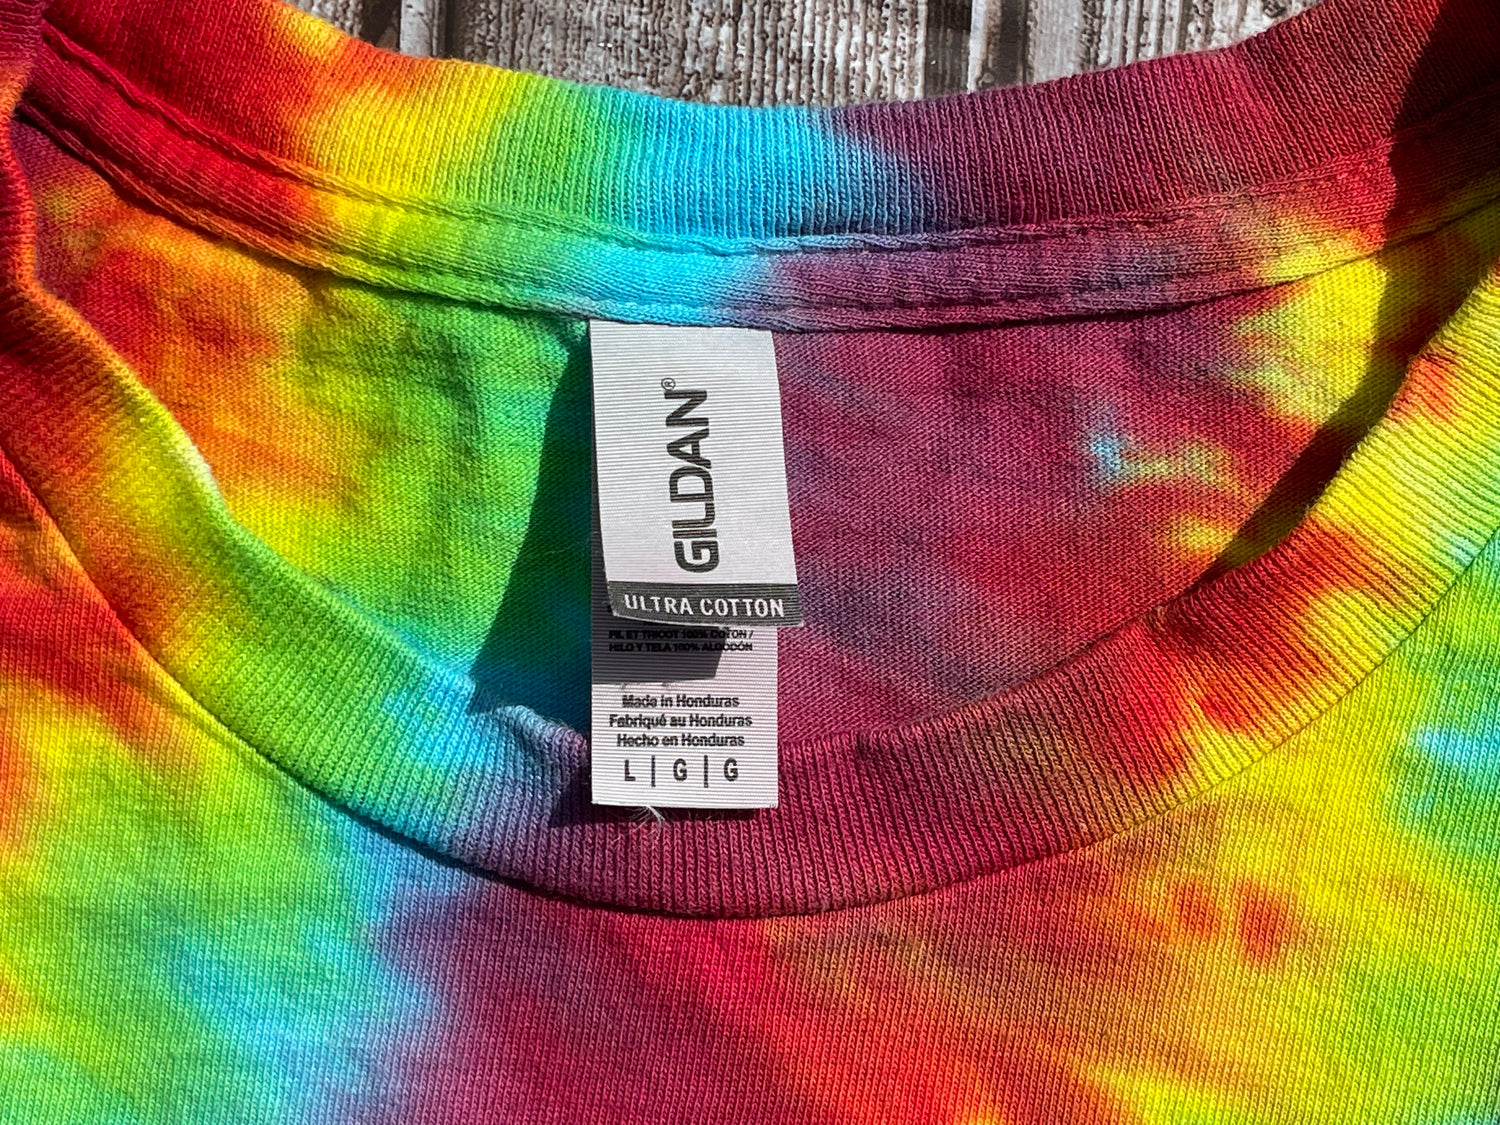 GILDAN®
ULTRA COTTON
FIL ET TRICOT 100% COTON /
HILO Y TELA 100% ALGODÓN
Made in Honduras
Fabriqué au Honduras
Hecho en Honduras
L | G | G